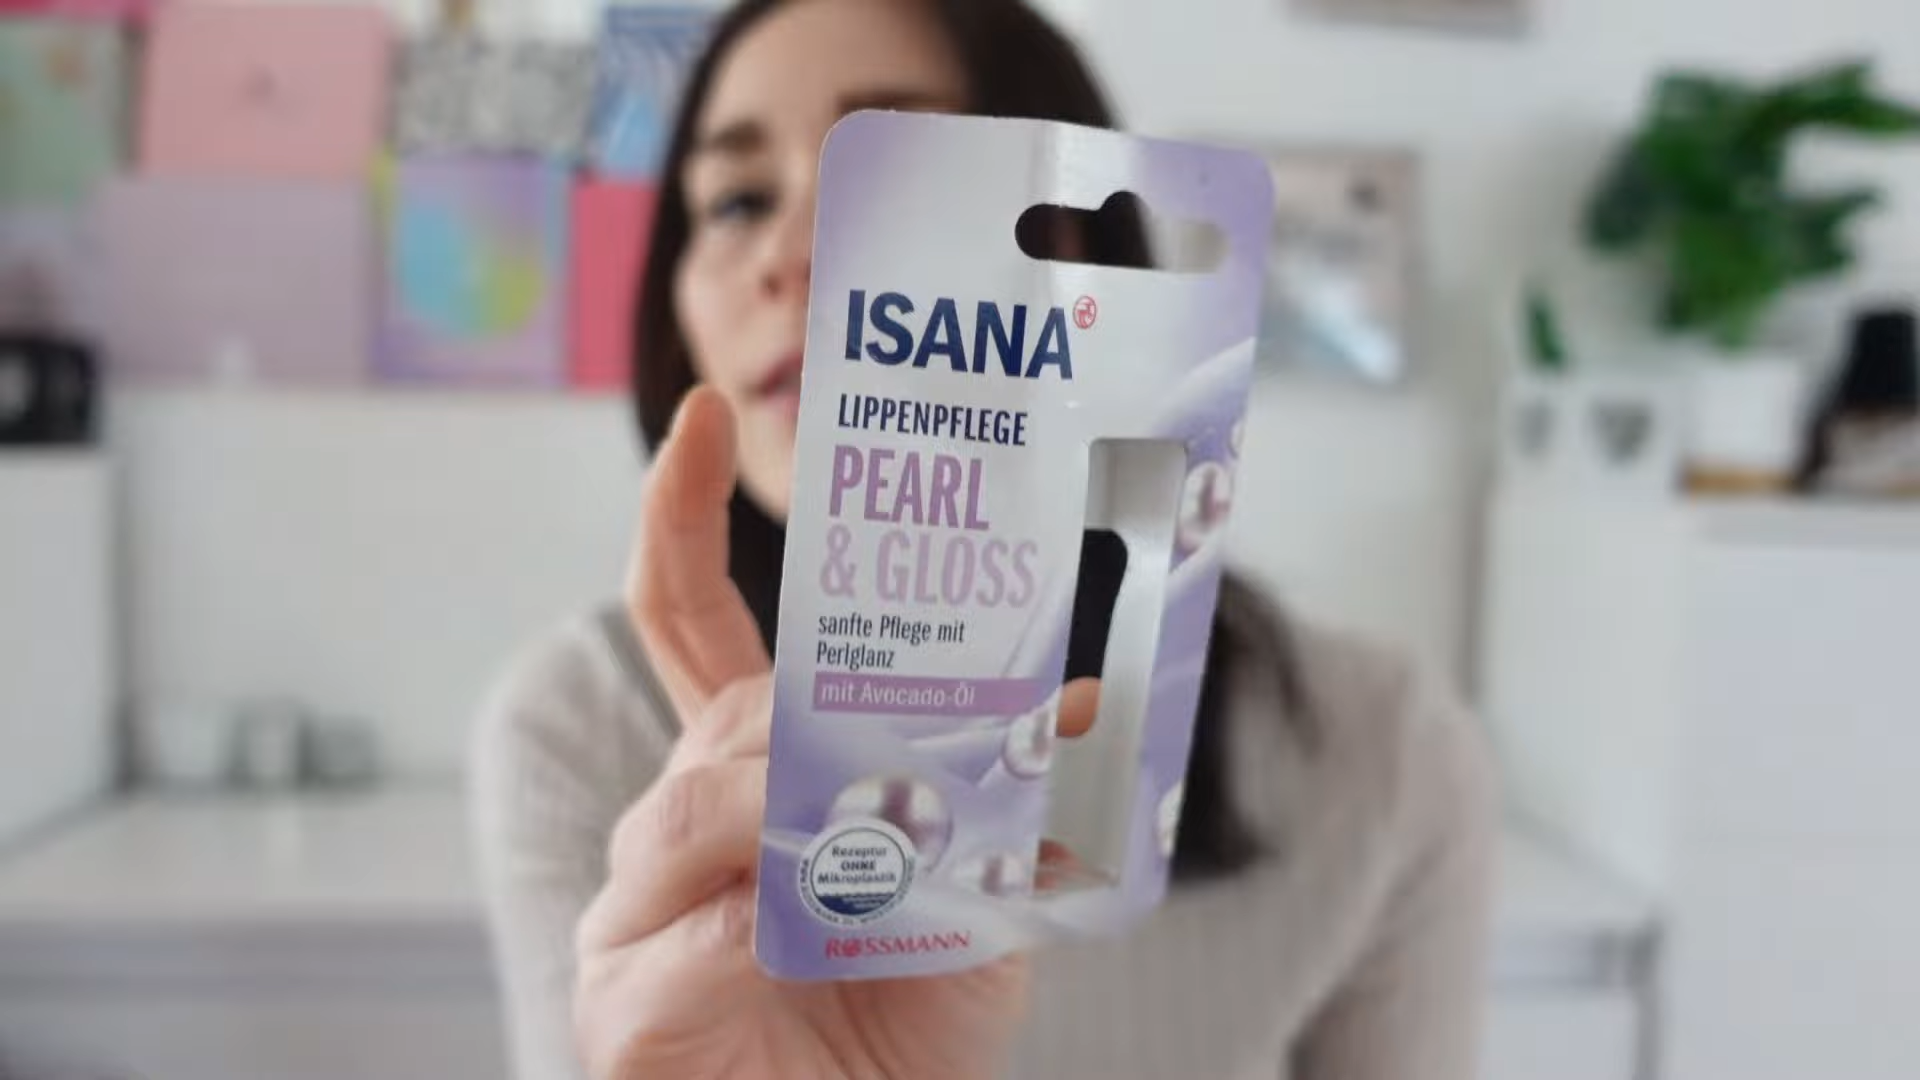 ISANA
LIPPENPFLEGE
PEARL
& GLOSS
sanfte Pflege mit
Perlglanz
mit Avocado-Öl
Rezeptur
OHNE
Mikroplastik
ROSSMANN